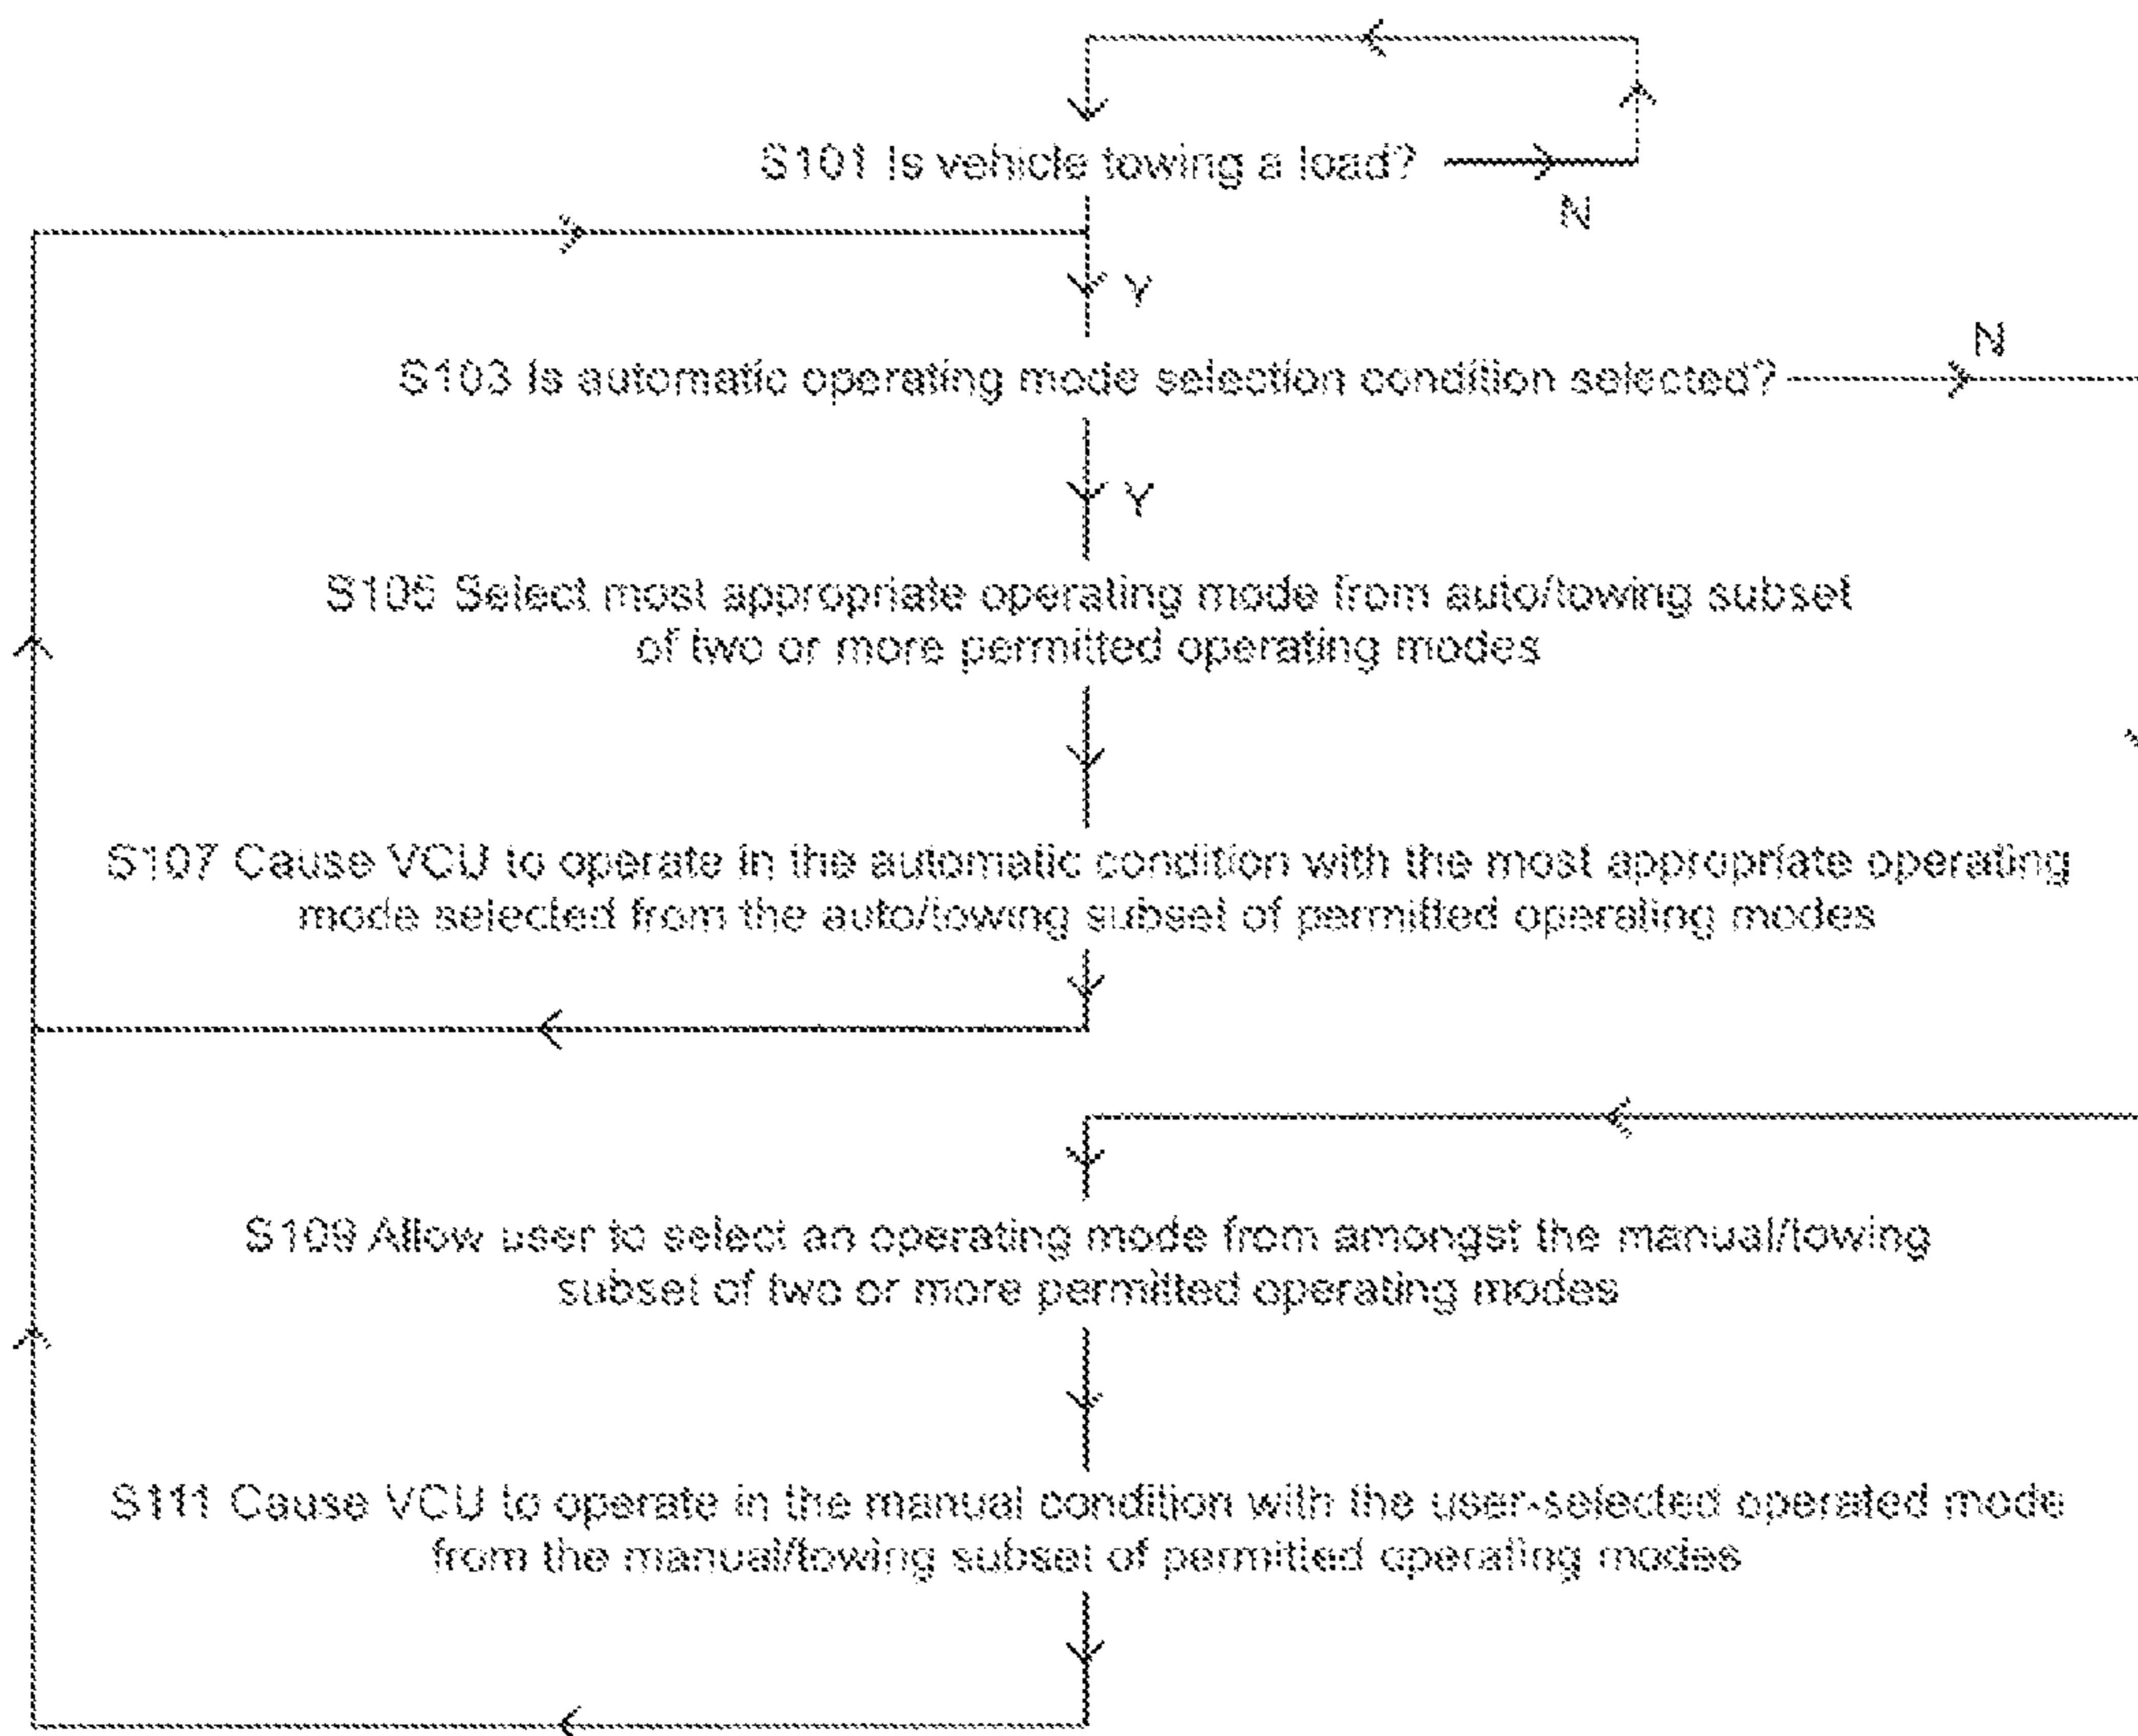 S101 Is vehicle towing a load?
N
Y
N
S103 Is automatic operating mode selection condition selected?
Y
S105 Select most appropriate operating mode from auto/towing subset
of two or more permitted operating modes
S107 Cause VCU to operate in the automatic condition with the most appropriate operating
mode selected from the auto/towing subset of permitted operating modes
S109 Allow user to select an operating mode from amongst the manual/towing
subset of two or more permitted operating modes
S111 Cause VCU to operate in the manual condition with the user-selected operated mode
from the manual/towing subset of permitted operating modes